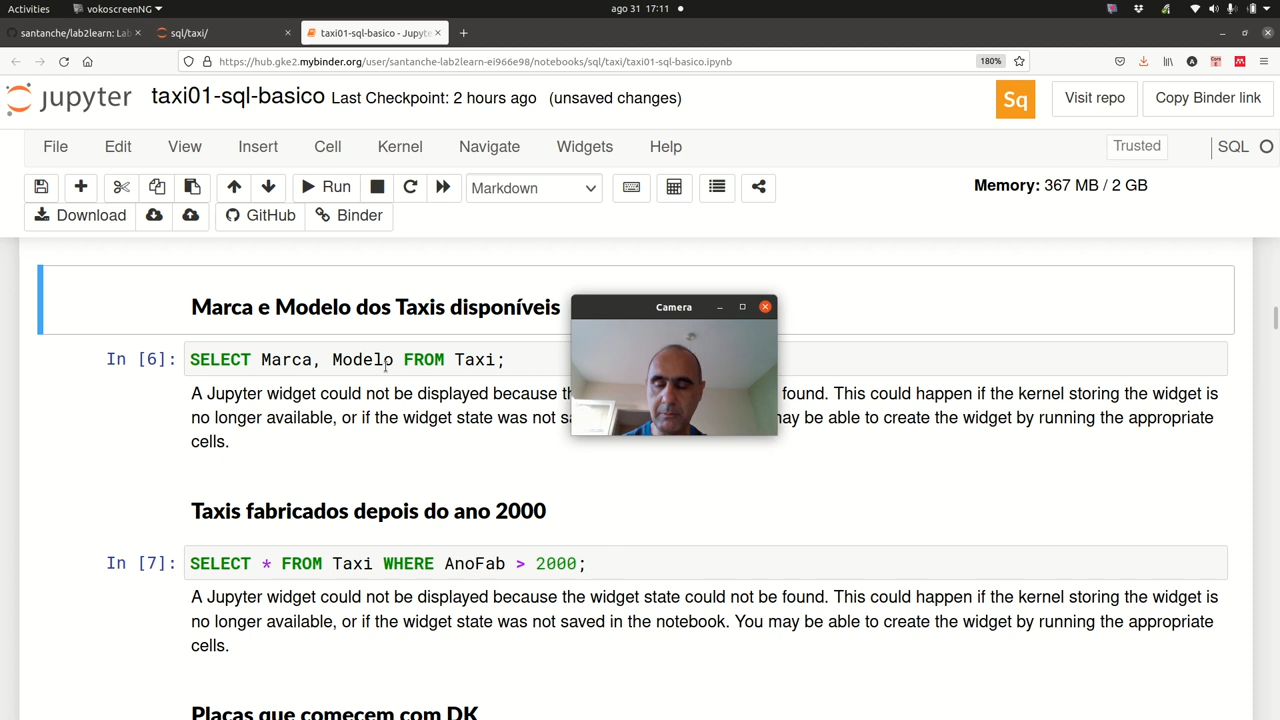 Activities vokoscreenNG ago 31 17:11
santanche/lab2learn: Lab sql/taxi/ taxi01-sql-basico - Jupyte
https://hub.gke2.mybinder.org/user/santanche-lab2learn-ei966e98/notebooks/sql/taxi/taxi01-sql-basico.ipynb 180%
jupyter taxi01-sql-basico Last Checkpoint: 2 hours ago (unsaved changes) Sq Visit repo Copy Binder link
File Edit View Insert Cell Kernel Navigate Widgets Help Trusted SQL
Run Markdown Memory: 367 MB / 2 GB
Download GitHub Binder
Marca e Modelo dos Taxis disponíveis
Camera
In [6]: SELECT Marca, Modelo FROM Taxi;
A Jupyter widget could not be displayed because th found. This could happen if the kernel storing the widget is
no longer available, or if the widget state was not sa may be able to create the widget by running the appropriate
cells.
Taxis fabricados depois do ano 2000
In [7]: SELECT * FROM Taxi WHERE AnoFab > 2000;
A Jupyter widget could not be displayed because the widget state could not be found. This could happen if the kernel storing the widget is
no longer available, or if the widget state was not saved in the notebook. You may be able to create the widget by running the appropriate
cells.
Placas que comecem com DK